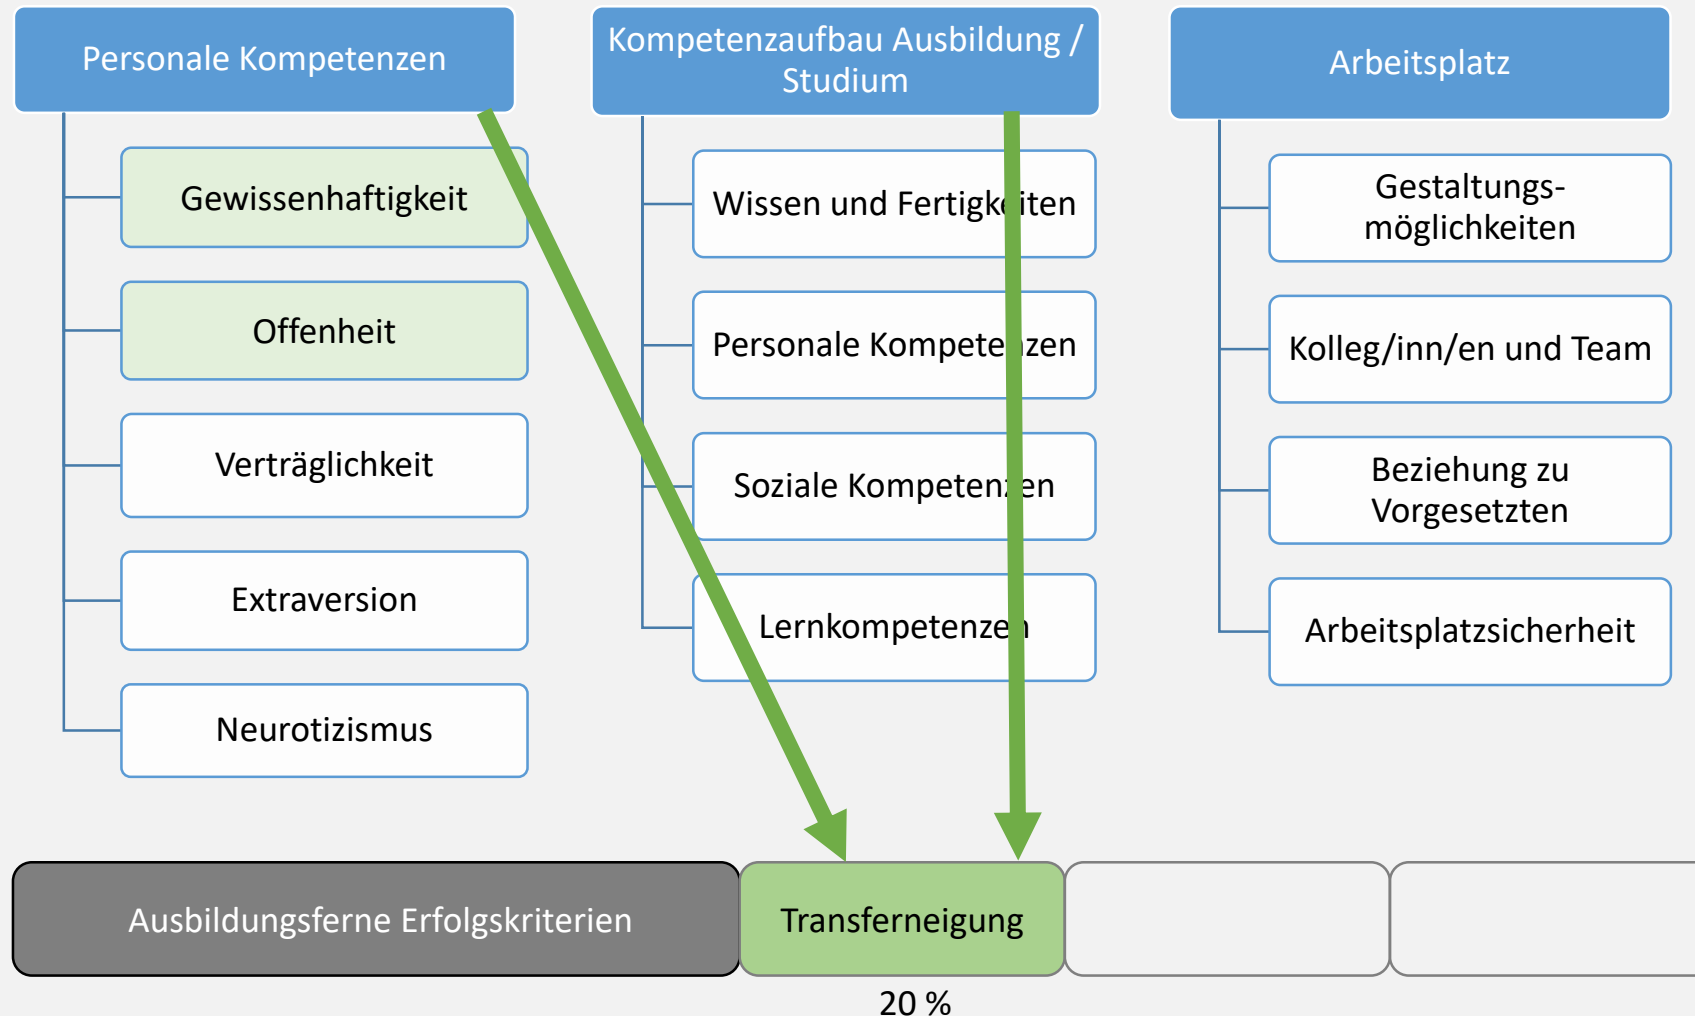 Personale Kompetenzen
Gewissenhaftigkeit
Offenheit
Verträglichkeit
Extraversion
Neurotizismus
Kompetenzaufbau Ausbildung /
Studium
Wissen und Fertigkeiten
Personale Kompetenzen
Soziale Kompetenzen
Lernkompetenzen
Arbeitsplatz
Gestaltungs-
möglichkeiten
Kolleg/inn/en und Team
Beziehung zu
Vorgesetzten
Arbeitsplatzsicherheit
Ausbildungsferne Erfolgskriterien
Transferneigung
20 %